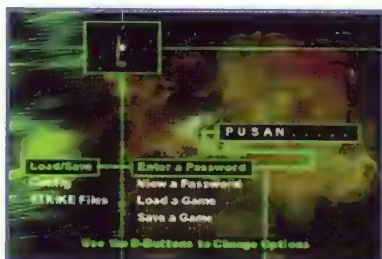 PUSAN.....
Load/Save
Enter a Password
Config
View a Password
STRIKE Files
Load a Game
Save a Game
Use the D-Buttons to Change Options